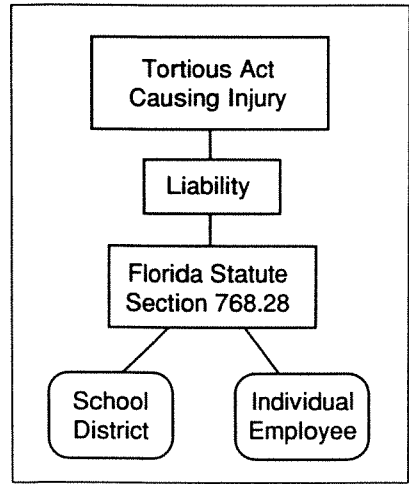 Tortious Act
Causing Injury
Liability
Florida Statute
Section 768.28
School
District
Individual
Employee